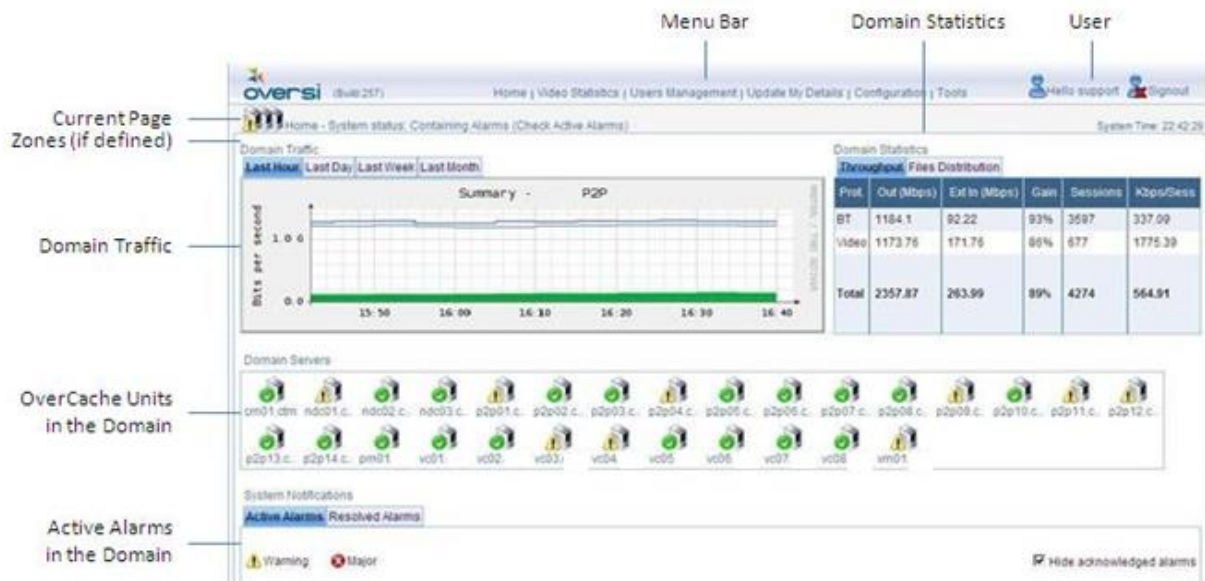 Menu Bar
Domain Statistics
User
oversi (Build:257)
Home | Video Statistics | Users Management | Update My Details | Configuration | Tools
Hello support
Signout
Current Page
Zones (if defined)
Home - System status: Containing Alarms (Check Active Alarms)
System Time: 22:42:29
Domain Traffic
Last Hour Last Day Last Week Last Month
Summary - P2P
Bits per second
1.0 G
0.0
15:50 16:00 16:10 16:20 16:30 16:40
Domain Traffic
Domain Statistics
Throughput Files Distribution
Prot. Out (Mbps) Ext In (Mbps) Gain Sessions Kbps/Sess
BT 1184.1 92.22 93% 3597 337.09
Video 1173.76 171.76 86% 677 1775.39
Total 2357.87 263.99 89% 4274 564.91
Domain Servers
OverCache Units
in the Domain
ndc01.c.. ndc02.c.. ndc03.c.. p2p01.c.. p2p02.c.. p2p03.c.. p2p04.c.. p2p05.c.. p2p06.c.. p2p07.c.. p2p08.c.. p2p09.c.. p2p10.c.. p2p11.c.. p2p12.c..
p2p13.c.. p2p14.c.. pm01 vc01. vc02. vc03. vc04. vc05 vc06. vc07. vc08 vm01
System Notifications
Active Alarms Resolved Alarms
Active Alarms
in the Domain
Warning Major
Hide acknowledged alarms